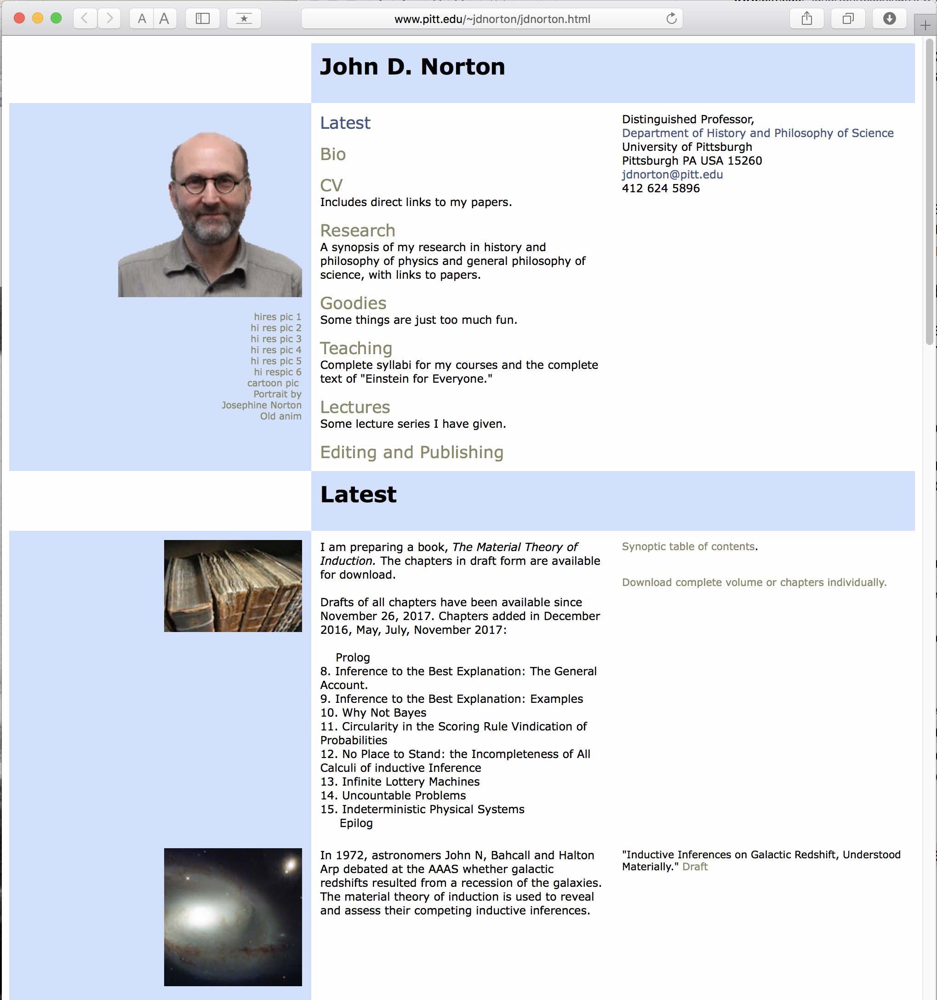 A A
www.pitt.edu/~jdnorton/jdnorton.html
John D. Norton
hires pic 1
hi res pic 2
hi res pic 3
hi res pic 4
hi res pic 5
hi respic 6
cartoon pic
Portrait by
Josephine Norton
Old anim
Latest
Bio
CV
Includes direct links to my papers.
Research
A synopsis of my research in history and
philosophy of physics and general philosophy of
science, with links to papers.
Goodies
Some things are just too much fun.
Teaching
Complete syllabi for my courses and the complete
text of "Einstein for Everyone."
Lectures
Some lecture series I have given.
Editing and Publishing
Distinguished Professor,
Department of History and Philosophy of Science
University of Pittsburgh
Pittsburgh PA USA 15260
jdnorton@pitt.edu
412 624 5896
Latest
I am preparing a book, The Material Theory of
Induction. The chapters in draft form are available
for download.
Drafts of all chapters have been available since
November 26, 2017. Chapters added in December
2016, May, July, November 2017:
Prolog
8. Inference to the Best Explanation: The General
Account.
9. Inference to the Best Explanation: Examples
10. Why Not Bayes
11. Circularity in the Scoring Rule Vindication of
Probabilities
12. No Place to Stand: the Incompleteness of All
Calculi of inductive Inference
13. Infinite Lottery Machines
14. Uncountable Problems
15. Indeterministic Physical Systems
Epilog
Synoptic table of contents.
Download complete volume or chapters individually.
In 1972, astronomers John N, Bahcall and Halton
Arp debated at the AAAS whether galactic
redshifts resulted from a recession of the galaxies.
The material theory of induction is used to reveal
and assess their competing inductive inferences.
"Inductive Inferences on Galactic Redshift, Understood
Materially." Draft